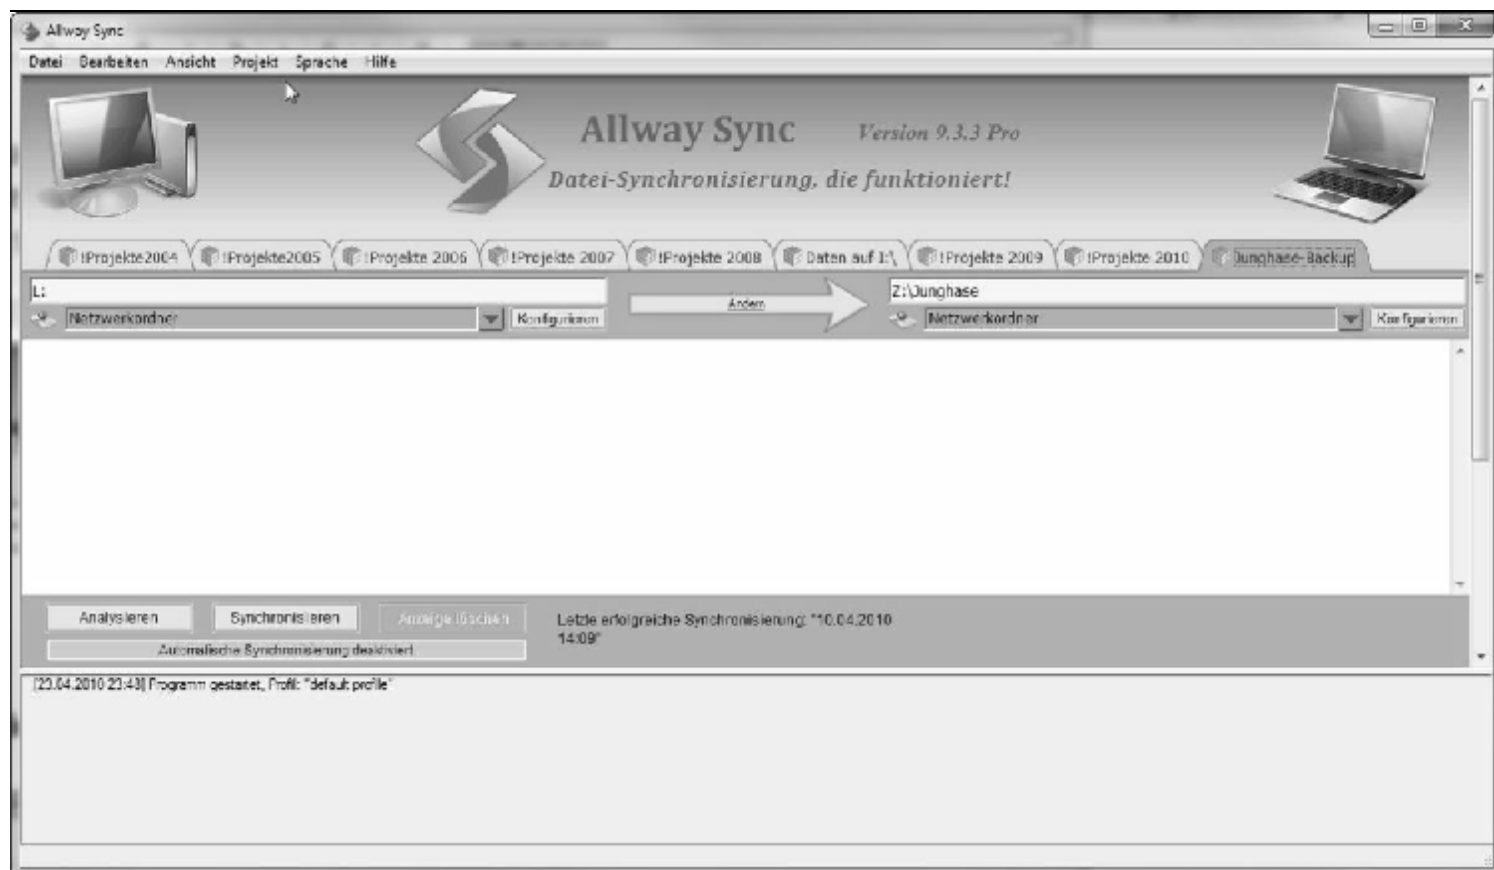 Allway Sync
Datei Bearbeiten Ansicht Projekt Sprache Hilfe
Allway Sync Version 9.3.3 Pro
Datei-Synchronisierung, die funktioniert!
!Projekte2004 !Projekte2005 !Projekte 2006 !Projekte 2007 !Projekte 2008 Daten auf I:\ !Projekte 2009 !Projekte 2010 Junghase-Backup
L: Ändern Z:\Junghase
Netzwerkordner Konfigurieren Netzwerkordner Konfigurieren
Analysieren Synchronisieren Anzeige löschen Letzte erfolgreiche Synchronisierung: "10.04.2010
14:09"
Automatische Synchronisierung deaktiviert
[23.04.2010 23:43] Programm gestartet, Profil: "default profile"